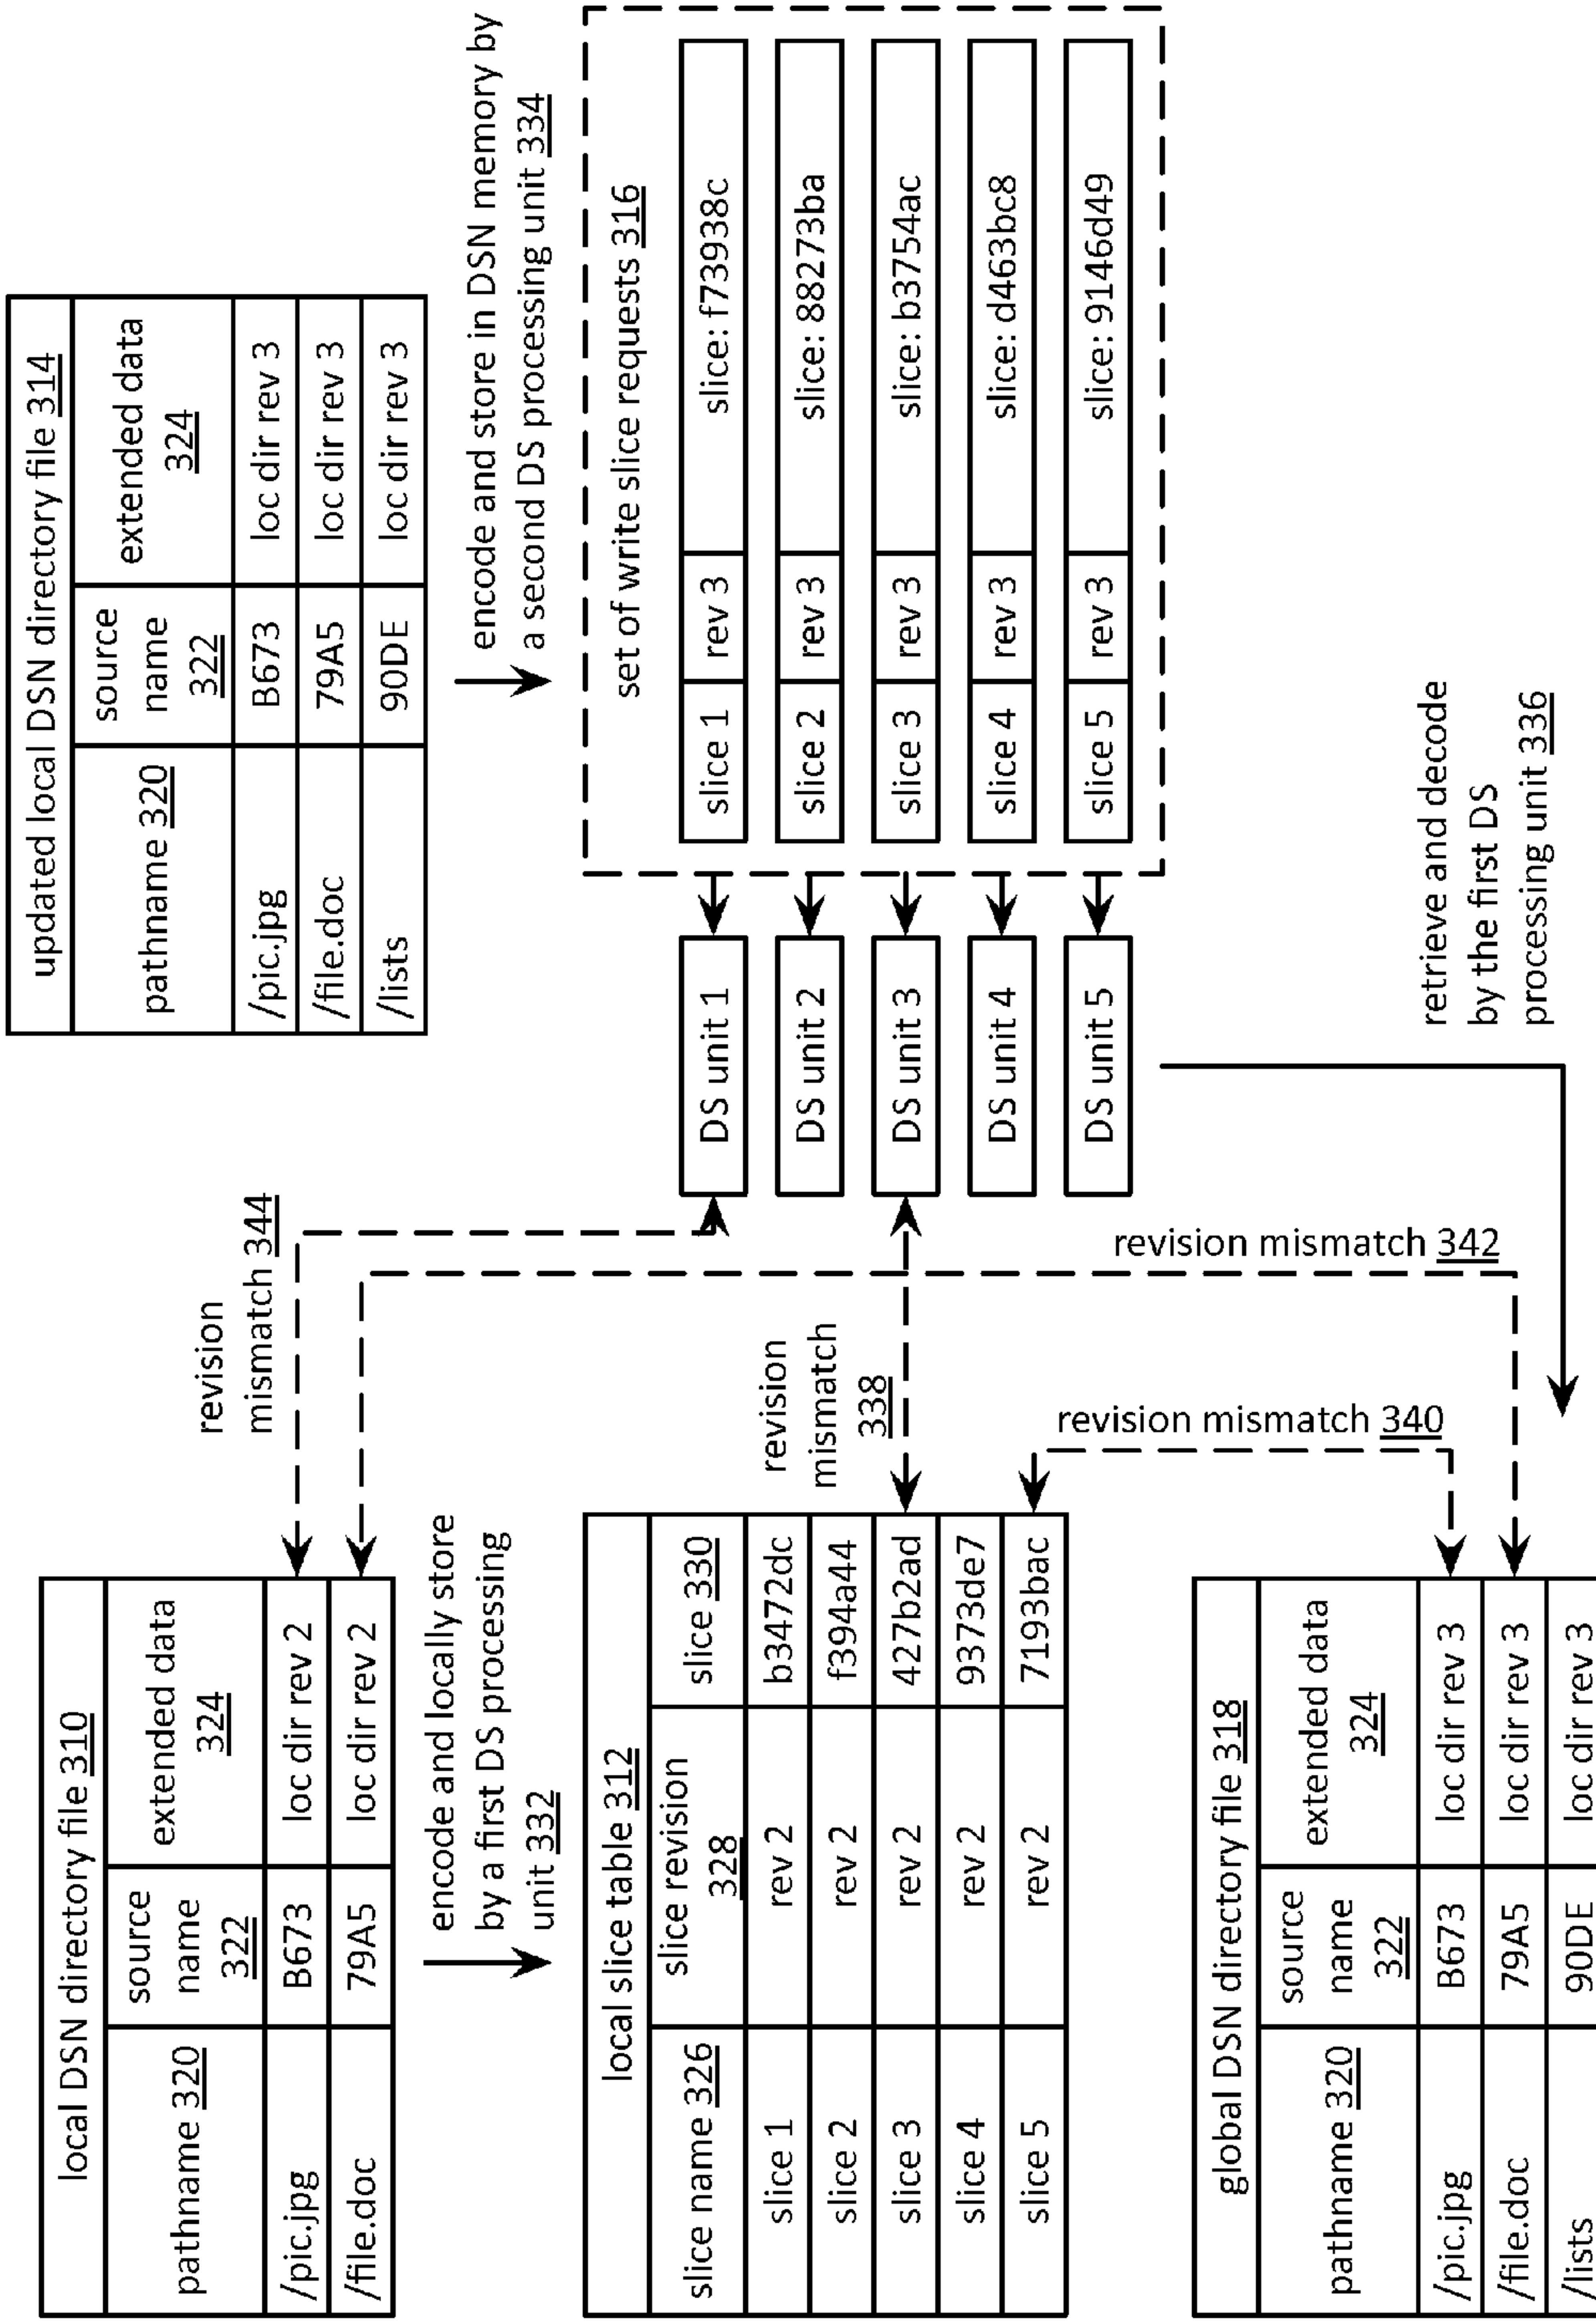 local DSN directory file 310
pathname 320
source name 322
extended data 324
/pic.jpg B673 loc dir rev 2
/file.doc 79A5 loc dir rev 2
revision
mismatch 344
updated local DSN directory file 314
pathname 320
source name 322
extended data 324
/pic.jpg B673 loc dir rev 3
/file.doc 79A5 loc dir rev 3
/lists 90DE loc dir rev 3
encode and locally store
by a first DS processing
unit 332
encode and store in DSN memory by
a second DS processing unit 334
local slice table 312
slice name 326
slice revision 328
slice 330
slice 1 rev 2 b3472dc
slice 2 rev 2 f394a44
slice 3 rev 2 427b2ad
slice 4 rev 2 9373de7
slice 5 rev 2 7193bac
revision
mismatch
338
DS unit 1
DS unit 2
DS unit 3
DS unit 4
DS unit 5
set of write slice requests 316
slice 1 rev 3 slice: f73938c
slice 2 rev 3 slice: 88273ba
slice 3 rev 3 slice: b3754ac
slice 4 rev 3 slice: d463bc8
slice 5 rev 3 slice: 9146d49
revision mismatch 340
revision mismatch 342
global DSN directory file 318
pathname 320
source name 322
extended data 324
/pic.jpg B673 loc dir rev 3
/file.doc 79A5 loc dir rev 3
/lists 90DE loc dir rev 3
retrieve and decode
by the first DS
processing unit 336